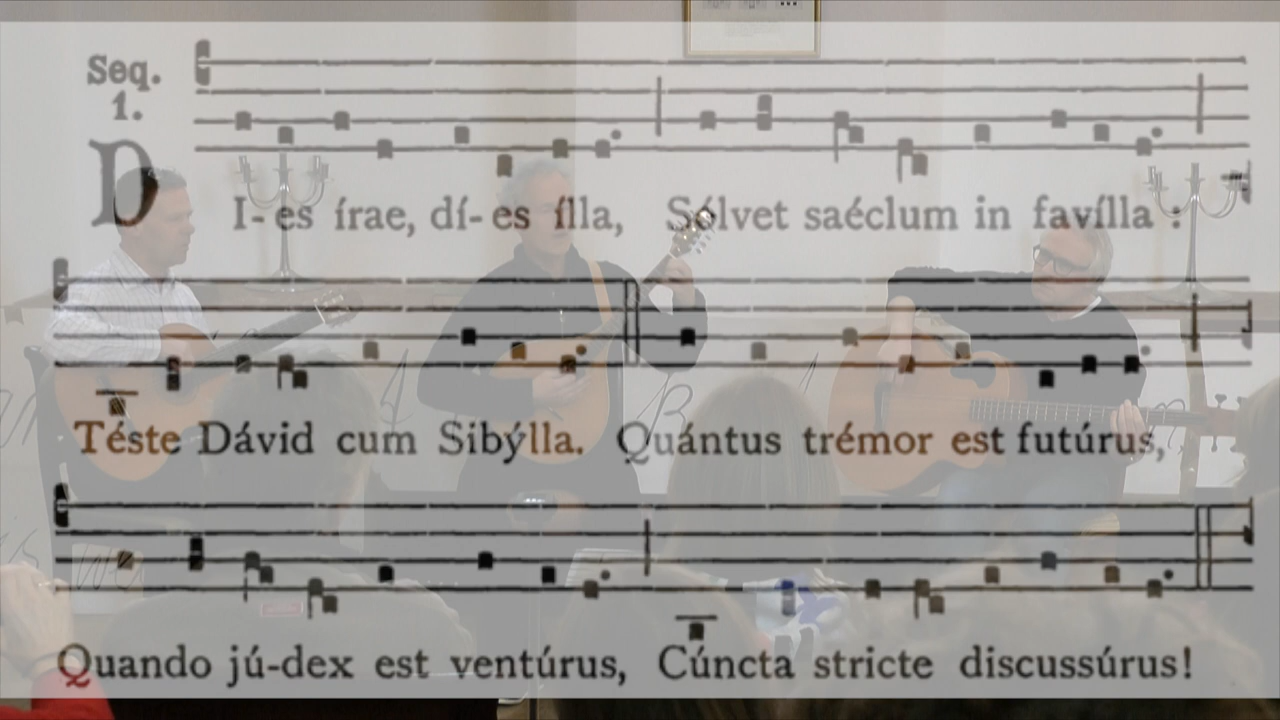 Seq.
1.
DI-es írae, dí-es ílla, Sólvet saéclum in favílla :
Téste Dávid cum Sibýlla. Quántus trémor est futúrus,
Quando jú-dex est ventúrus, Cúncta stricte discussúrus!